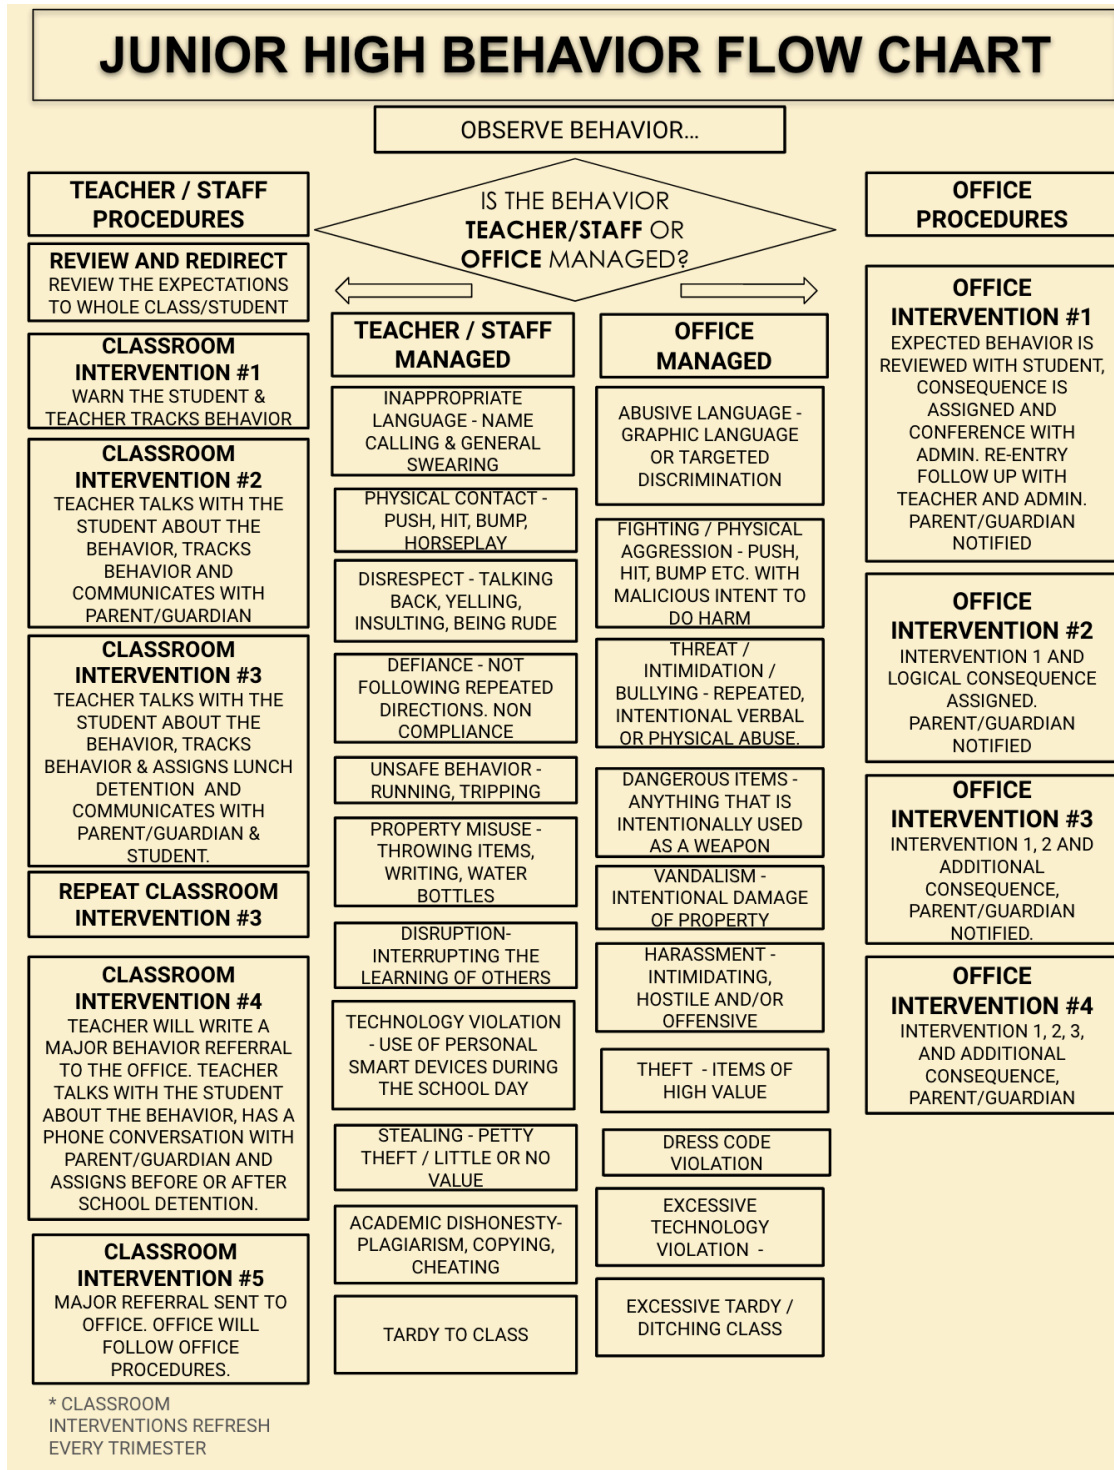 JUNIOR HIGH BEHAVIOR FLOW CHART
OBSERVE BEHAVIOR...
IS THE BEHAVIOR
TEACHER/STAFF OR
OFFICE MANAGED?
TEACHER / STAFF
PROCEDURES
REVIEW AND REDIRECT
REVIEW THE EXPECTATIONS
TO WHOLE CLASS/STUDENT
CLASSROOM
INTERVENTION #1
WARN THE STUDENT &
TEACHER TRACKS BEHAVIOR
CLASSROOM
INTERVENTION #2
TEACHER TALKS WITH THE
STUDENT ABOUT THE
BEHAVIOR, TRACKS
BEHAVIOR AND
COMMUNICATES WITH
PARENT/GUARDIAN
CLASSROOM
INTERVENTION #3
TEACHER TALKS WITH THE
STUDENT ABOUT THE
BEHAVIOR, TRACKS
BEHAVIOR & ASSIGNS LUNCH
DETENTION AND
COMMUNICATES WITH
PARENT/GUARDIAN &
STUDENT.
REPEAT CLASSROOM
INTERVENTION #3
CLASSROOM
INTERVENTION #4
TEACHER WILL WRITE A
MAJOR BEHAVIOR REFERRAL
TO THE OFFICE. TEACHER
TALKS WITH THE STUDENT
ABOUT THE BEHAVIOR, HAS A
PHONE CONVERSATION WITH
PARENT/GUARDIAN AND
ASSIGNS BEFORE OR AFTER
SCHOOL DETENTION.
CLASSROOM
INTERVENTION #5
MAJOR REFERRAL SENT TO
OFFICE. OFFICE WILL
FOLLOW OFFICE
PROCEDURES.
* CLASSROOM
INTERVENTIONS REFRESH
EVERY TRIMESTER
TEACHER / STAFF
MANAGED
INAPPROPRIATE
LANGUAGE - NAME
CALLING & GENERAL
SWEARING
PHYSICAL CONTACT -
PUSH, HIT, BUMP,
HORSEPLAY
DISRESPECT - TALKING
BACK, YELLING,
INSULTING, BEING RUDE
DEFIANCE - NOT
FOLLOWING REPEATED
DIRECTIONS. NON
COMPLIANCE
UNSAFE BEHAVIOR -
RUNNING, TRIPPING
PROPERTY MISUSE -
THROWING ITEMS,
WRITING, WATER
BOTTLES
DISRUPTION-
INTERRUPTING THE
LEARNING OF OTHERS
TECHNOLOGY VIOLATION
- USE OF PERSONAL
SMART DEVICES DURING
THE SCHOOL DAY
STEALING - PETTY
THEFT / LITTLE OR NO
VALUE
ACADEMIC DISHONESTY-
PLAGIARISM, COPYING,
CHEATING
TARDY TO CLASS
OFFICE
MANAGED
ABUSIVE LANGUAGE -
GRAPHIC LANGUAGE
OR TARGETED
DISCRIMINATION
FIGHTING / PHYSICAL
AGGRESSION - PUSH,
HIT, BUMP ETC. WITH
MALICIOUS INTENT TO
DO HARM
THREAT /
INTIMIDATION /
BULLYING - REPEATED,
INTENTIONAL VERBAL
OR PHYSICAL ABUSE.
DANGEROUS ITEMS -
ANYTHING THAT IS
INTENTIONALLY USED
AS A WEAPON
VANDALISM -
INTENTIONAL DAMAGE
OF PROPERTY
HARASSMENT -
INTIMIDATING,
HOSTILE AND/OR
OFFENSIVE
THEFT - ITEMS OF
HIGH VALUE
DRESS CODE
VIOLATION
EXCESSIVE
TECHNOLOGY
VIOLATION -
EXCESSIVE TARDY /
DITCHING CLASS
OFFICE
PROCEDURES
OFFICE
INTERVENTION #1
EXPECTED BEHAVIOR IS
REVIEWED WITH STUDENT,
CONSEQUENCE IS
ASSIGNED AND
CONFERENCE WITH
ADMIN. RE-ENTRY
FOLLOW UP WITH
TEACHER AND ADMIN.
PARENT/GUARDIAN
NOTIFIED
OFFICE
INTERVENTION #2
INTERVENTION 1 AND
LOGICAL CONSEQUENCE
ASSIGNED.
PARENT/GUARDIAN
NOTIFIED
OFFICE
INTERVENTION #3
INTERVENTION 1, 2 AND
ADDITIONAL
CONSEQUENCE,
PARENT/GUARDIAN
NOTIFIED.
OFFICE
INTERVENTION #4
INTERVENTION 1, 2, 3,
AND ADDITIONAL
CONSEQUENCE,
PARENT/GUARDIAN